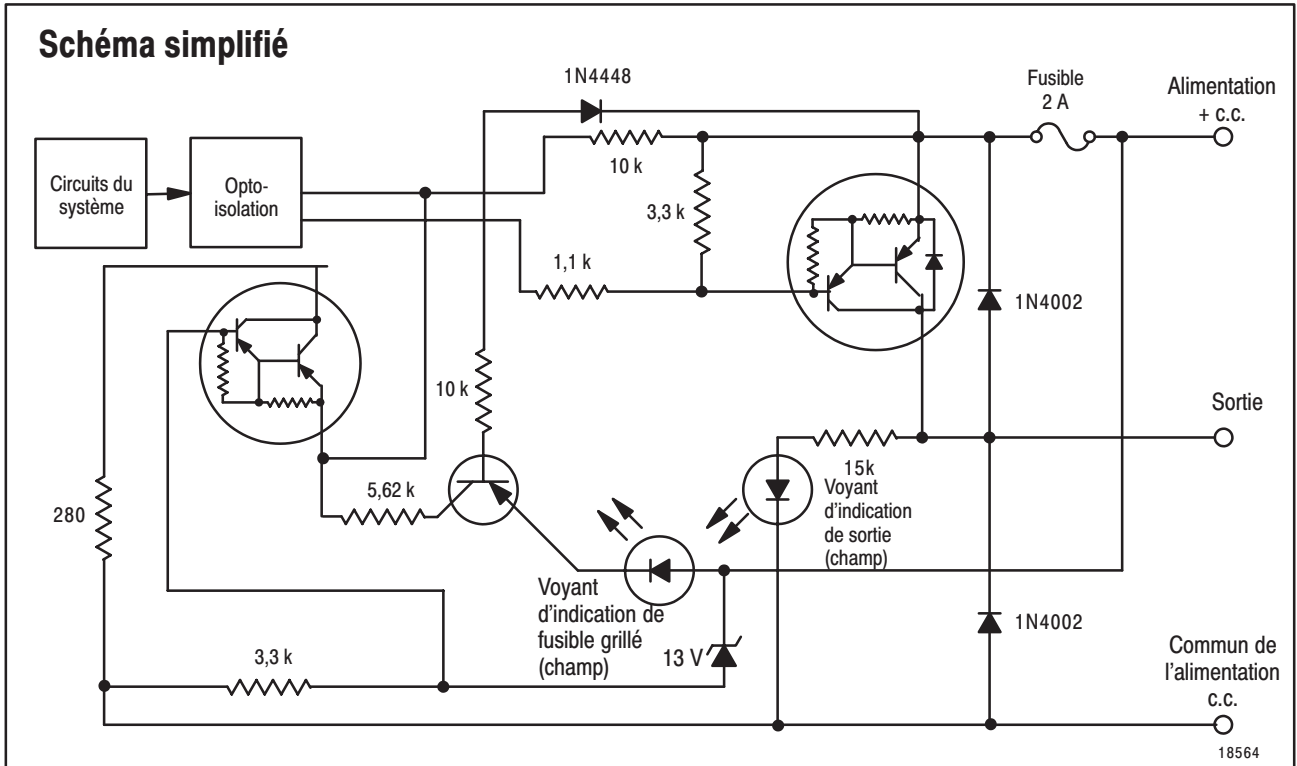 Schéma simplifié
1N4448
Fusible
2 A
Alimentation
+ c.c.
Circuits du
système
Opto-
isolation
10 k
3,3 k
1,1 k
1N4002
10 k
Sortie
15k
Voyant
d'indication
de sortie
(champ)
5,62 k
280
Voyant
d'indication de
fusible grillé
(champ)
13 V
1N4002
3,3 k
Commun de
l'alimentation
c.c.
18564